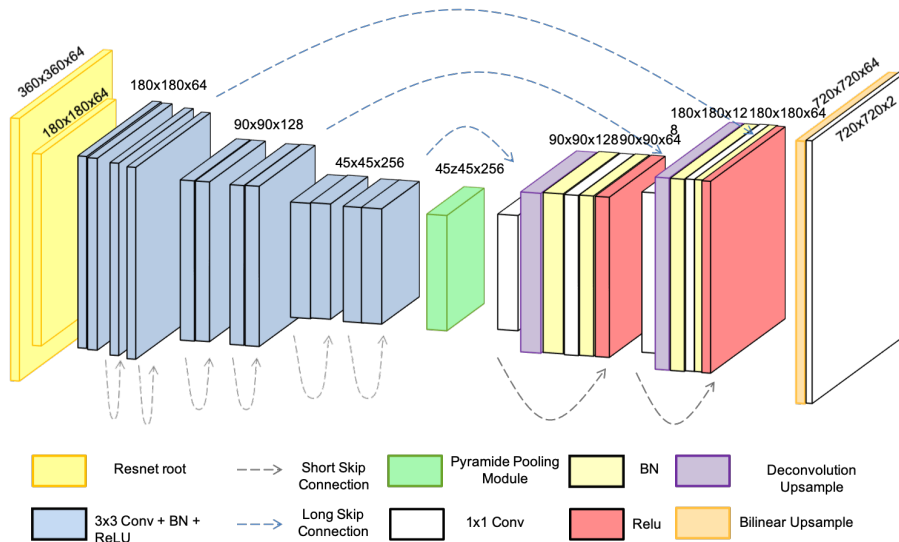 360x360x64
180x180x64
180x180x64
90x90x128
45x45x256
45z45x256
90x90x128
90x90x64
180x180x12
8
180x180x64
720x720x64
720x720x2
Resnet root
Short Skip
Connection
Pyramide Pooling
Module
BN
Deconvolution
Upsample
3x3 Conv + BN +
ReLU
Long Skip
Connection
1x1 Conv
Relu
Bilinear Upsample